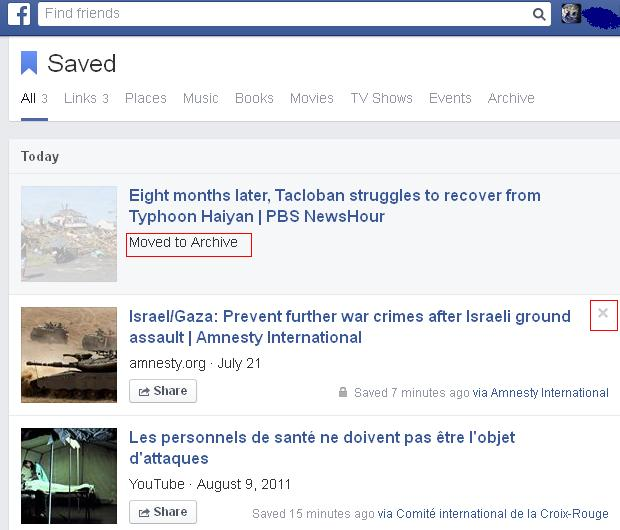 f Find friends
Saved
All 3 Links 3 Places Music Books Movies TV Shows Events Archive
Today
Eight months later, Tacloban struggles to recover from
Typhoon Haiyan | PBS NewsHour
Moved to Archive
Israel/Gaza: Prevent further war crimes after Israeli ground
assault | Amnesty International
amnesty.org · July 21
Share Saved 7 minutes ago via Amnesty International
Les personnels de santé ne doivent pas être l'objet
d'attaques
YouTube · August 9, 2011
Share Saved 15 minutes ago via Comité international de la Croix-Rouge